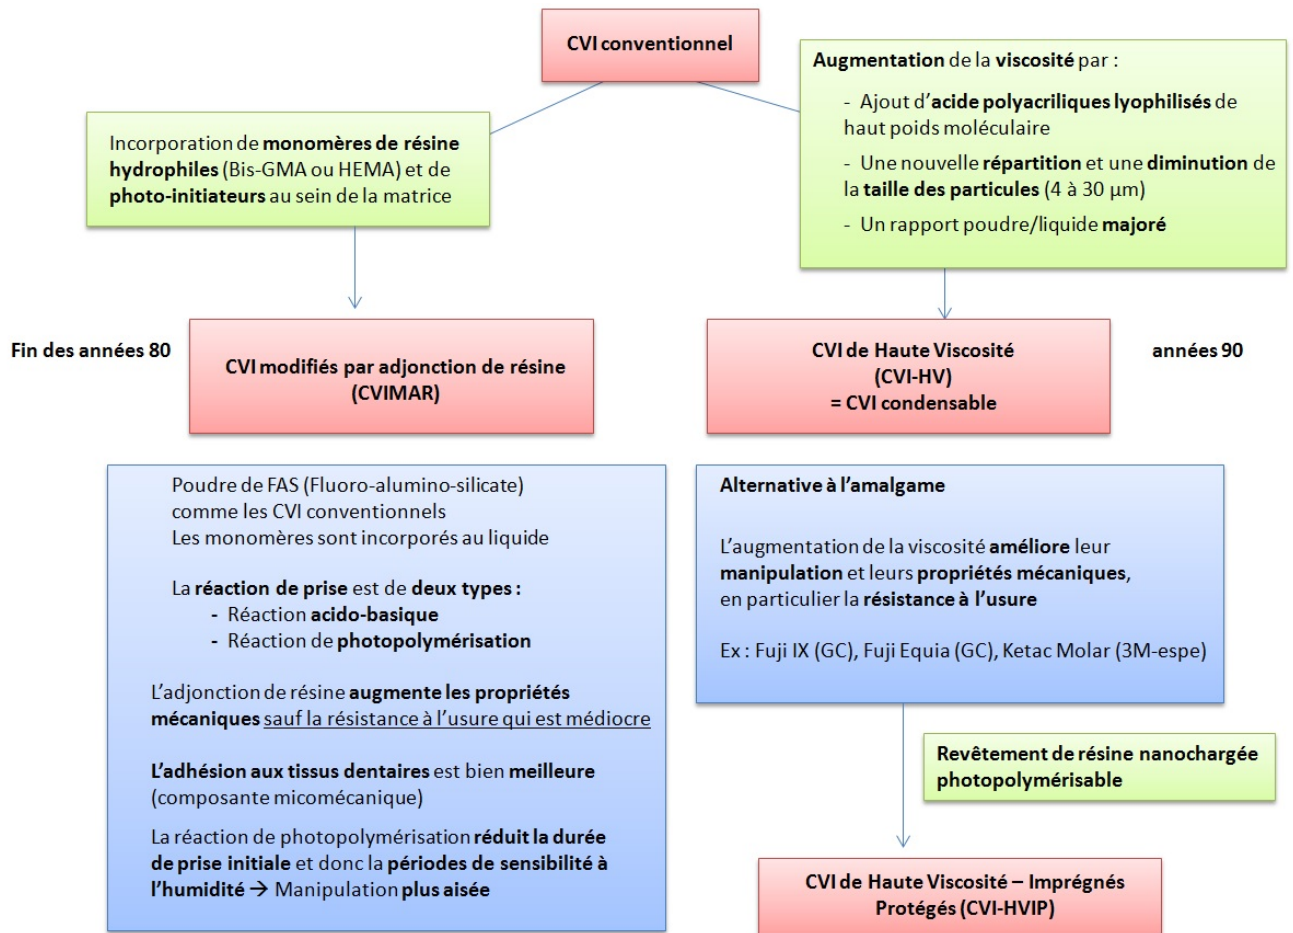 CVI conventionnel
Incorporation de monomères de résine
hydrophiles (Bis-GMA ou HEMA) et de
photo-initiateurs au sein de la matrice
Augmentation de la viscosité par :
- Ajout d'acide polyacriliques lyophilisés de
haut poids moléculaire
- Une nouvelle répartition et une diminution de
la taille des particules (4 à 30 µm)
- Un rapport poudre/liquide majoré
Fin des années 80
CVI modifiés par adjonction de résine
(CVIMAR)
CVI de Haute Viscosité
(CVI-HV)
= CVI condensable
années 90
Poudre de FAS (Fluoro-alumino-silicate)
comme les CVI conventionnels
Les monomères sont incorporés au liquide
La réaction de prise est de deux types :
- Réaction acido-basique
- Réaction de photopolymérisation
L'adjonction de résine augmente les propriétés
mécaniques sauf la résistance à l'usure qui est médiocre
L'adhésion aux tissus dentaires est bien meilleure
(composante micomécanique)
La réaction de photopolymérisation réduit la durée
de prise initiale et donc la périodes de sensibilité à
l'humidité → Manipulation plus aisée
Alternative à l'amalgame
L'augmentation de la viscosité améliore leur
manipulation et leurs propriétés mécaniques,
en particulier la résistance à l'usure
Ex : Fuji IX (GC), Fuji Equia (GC), Ketac Molar (3M-espe)
Revêtement de résine nanochargée
photopolymérisable
CVI de Haute Viscosité – Imprégnés
Protégés (CVI-HVIP)